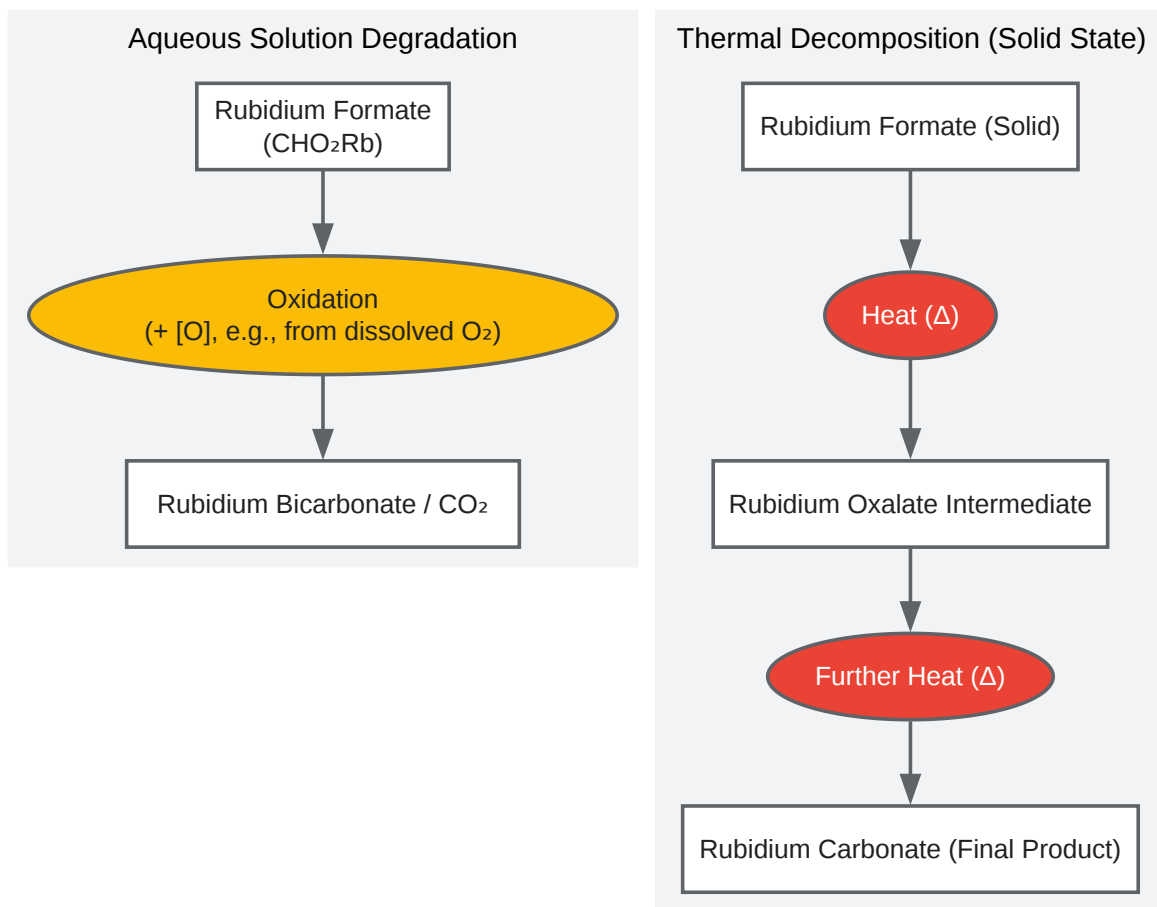 Aqueous Solution Degradation
Rubidium Formate
(CHO₂Rb)
Oxidation
(+ [O], e.g., from dissolved O₂)
Rubidium Bicarbonate / CO₂
Thermal Decomposition (Solid State)
Rubidium Formate (Solid)
Heat (Δ)
Rubidium Oxalate Intermediate
Further Heat (Δ)
Rubidium Carbonate (Final Product)